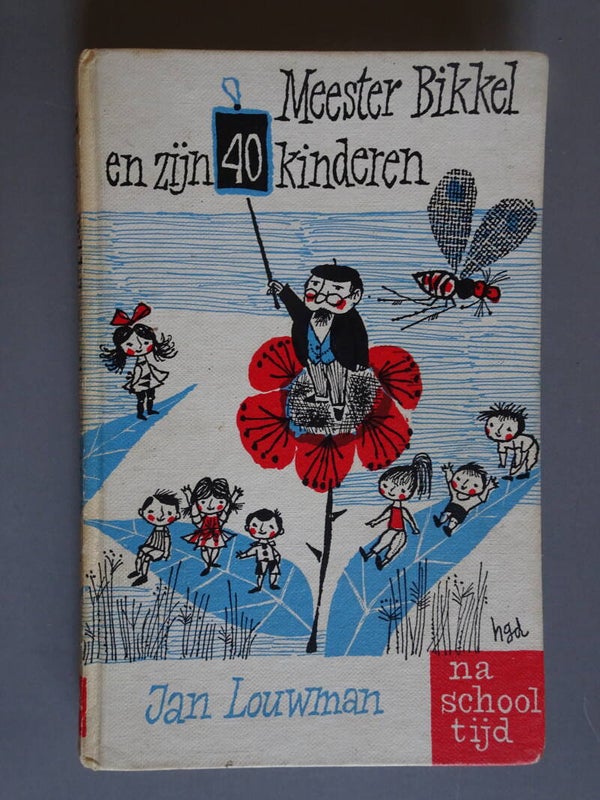 Meester Bikkel
en zijn 40 kinderen
hgd
Jan Louwman
na
school
tijd